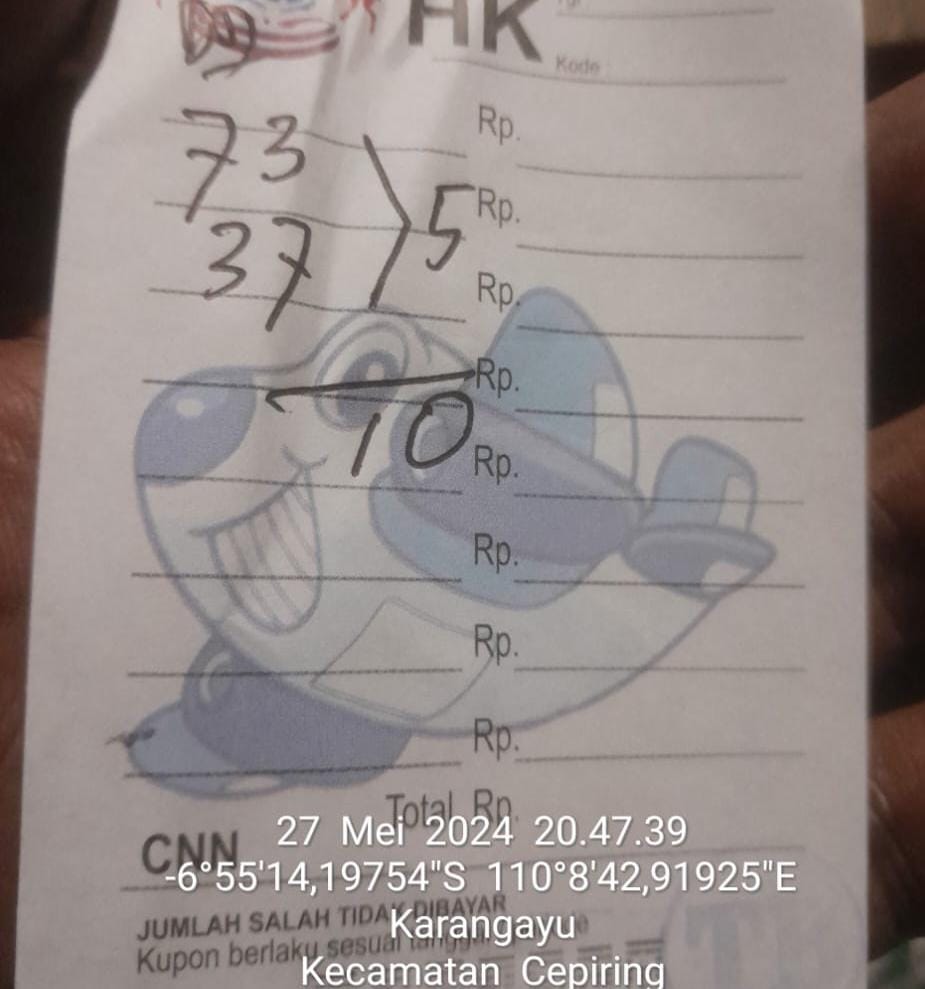 HK
Kode
73 Rp.
5 Rp.
37 Rp.
Rp.
10 Rp.
Rp.
Rp.
Rp.
Total Rp.
27 Mei 2024 20.47.39
CNN
-6°55'14,19754"S 110°8'42,91925"E
JUMLAH SALAH TIDAK DIBAYAR
Karangayu
Kupon berlaku sesuai tanggal
Kecamatan Cepiring